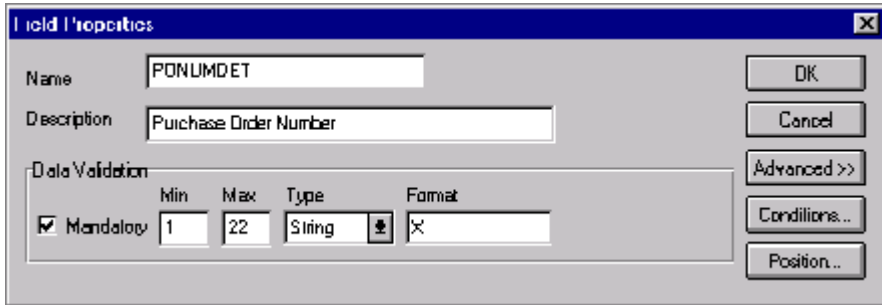 Field Properties
Name PONUMDET OK
Description Purchase Order Number Cancel
Data Validation Advanced >>
Min Max Type Format
Mandatory 1 22 String X Conditions...
Position...